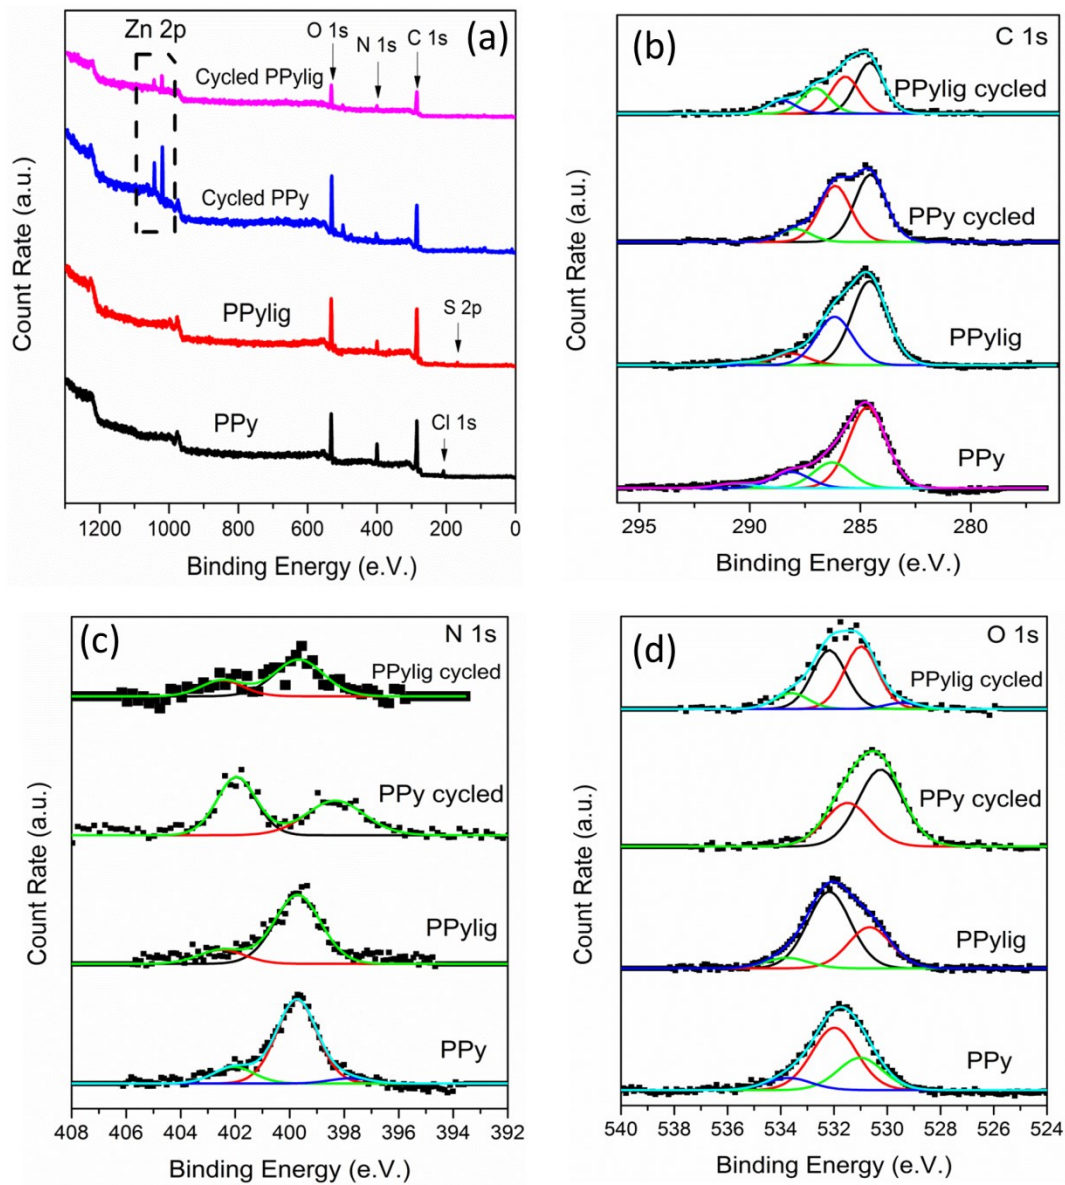 Zn 2p
O 1s
N 1s
C 1s
(a)
Cycled PPylig
Cycled PPy
PPylig
S 2p
PPy
Cl 1s
Count Rate (a.u.)
1200 1000 800 600 400 200 0
Binding Energy (e.V.)
(b)
C 1s
PPylig cycled
PPy cycled
PPylig
PPy
Count Rate (a.u.)
295 290 285 280
Binding Energy (e.V.)
(c)
N 1s
PPylig cycled
PPy cycled
PPylig
PPy
Count Rate (a.u.)
408 406 404 402 400 398 396 394 392
Binding Energy (e.V.)
(d)
O 1s
PPylig cycled
PPy cycled
PPylig
PPy
Count Rate (a.u.)
540 538 536 534 532 530 528 526 524
Binding Energy (e.V.)